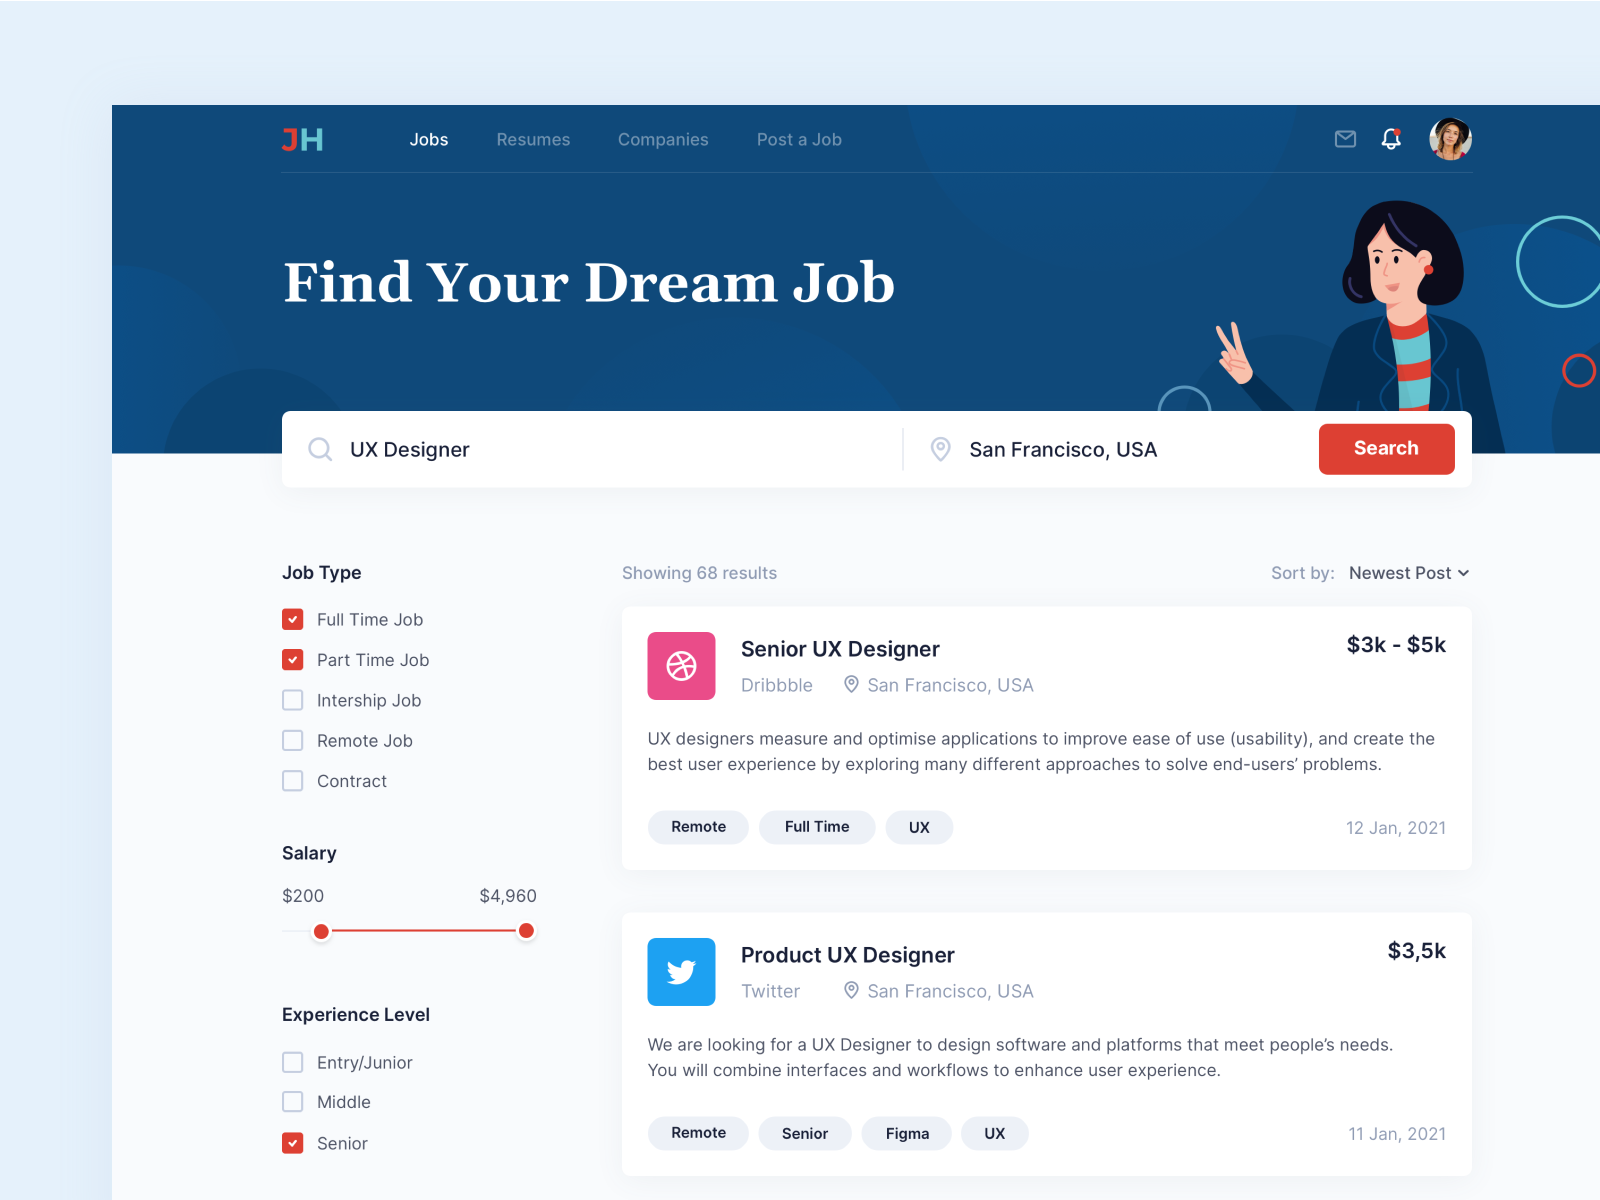 JH
Jobs
Resumes
Companies
Post a Job
Find Your Dream Job
UX Designer
San Francisco, USA
Search
Job Type
Full Time Job
Part Time Job
Intership Job
Remote Job
Contract
Salary
$200
$4,960
Experience Level
Entry/Junior
Middle
Senior
Showing 68 results
Sort by:
Newest Post
Senior UX Designer
$3k - $5k
Dribbble
San Francisco, USA
UX designers measure and optimise applications to improve ease of use (usability), and create the
best user experience by exploring many different approaches to solve end-users’ problems.
Remote
Full Time
UX
12 Jan, 2021
Product UX Designer
$3,5k
Twitter
San Francisco, USA
We are looking for a UX Designer to design software and platforms that meet people’s needs.
You will combine interfaces and workflows to enhance user experience.
Remote
Senior
Figma
UX
11 Jan, 2021